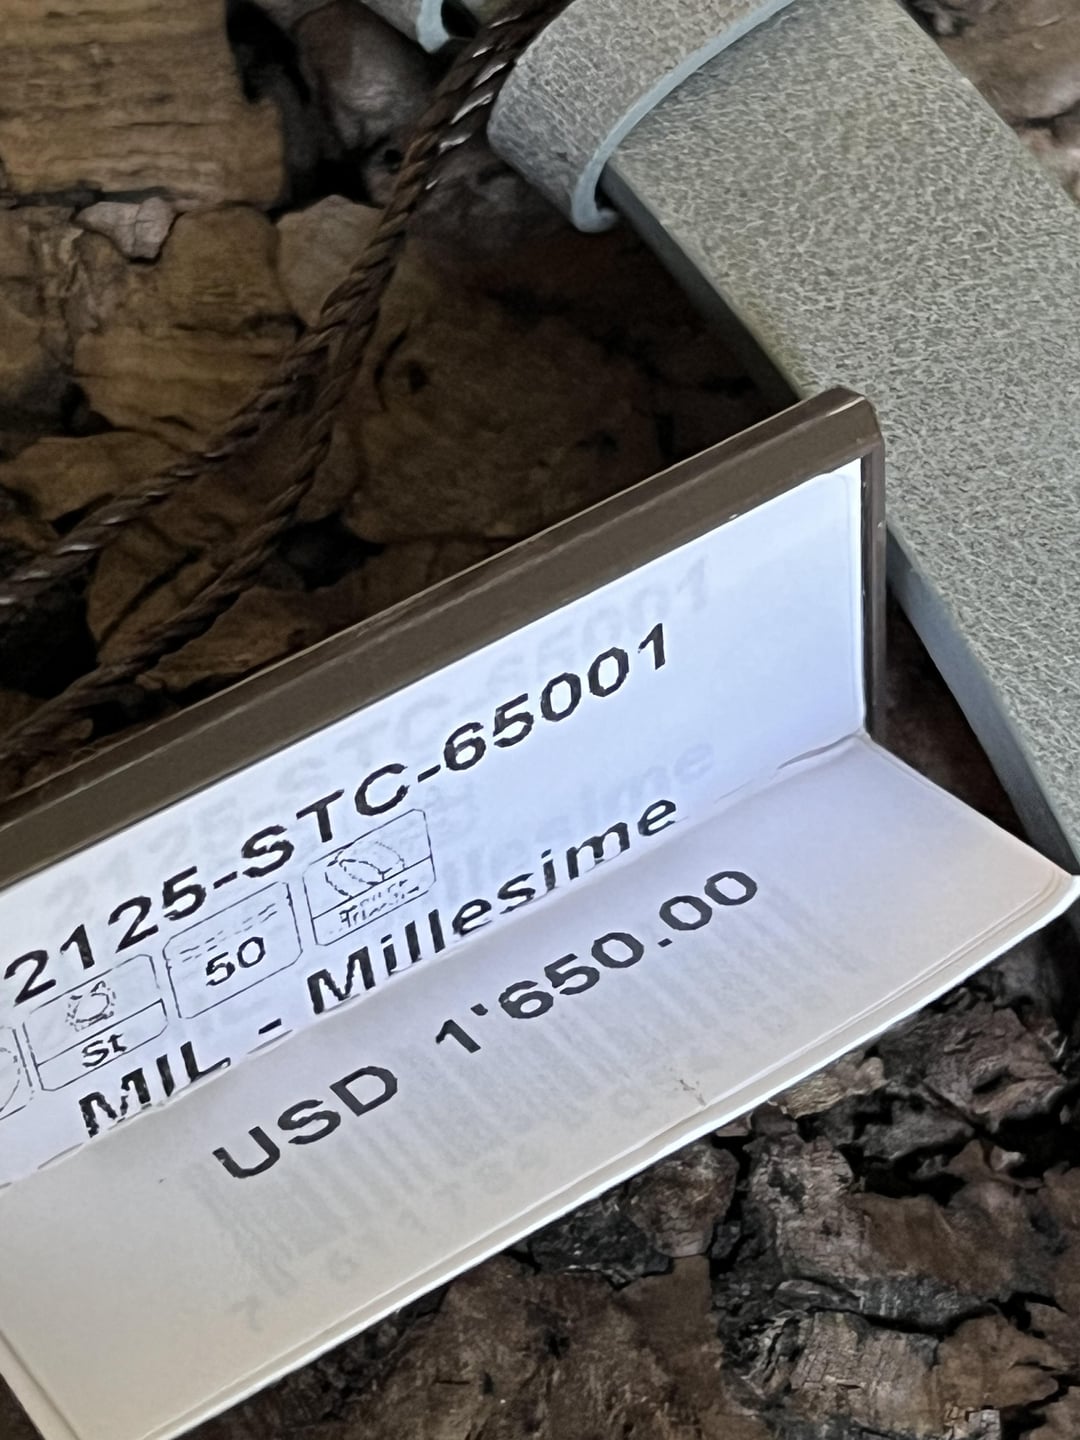 2125-STC-65001
St
50
MIL - Millesime
USD 1'650.00